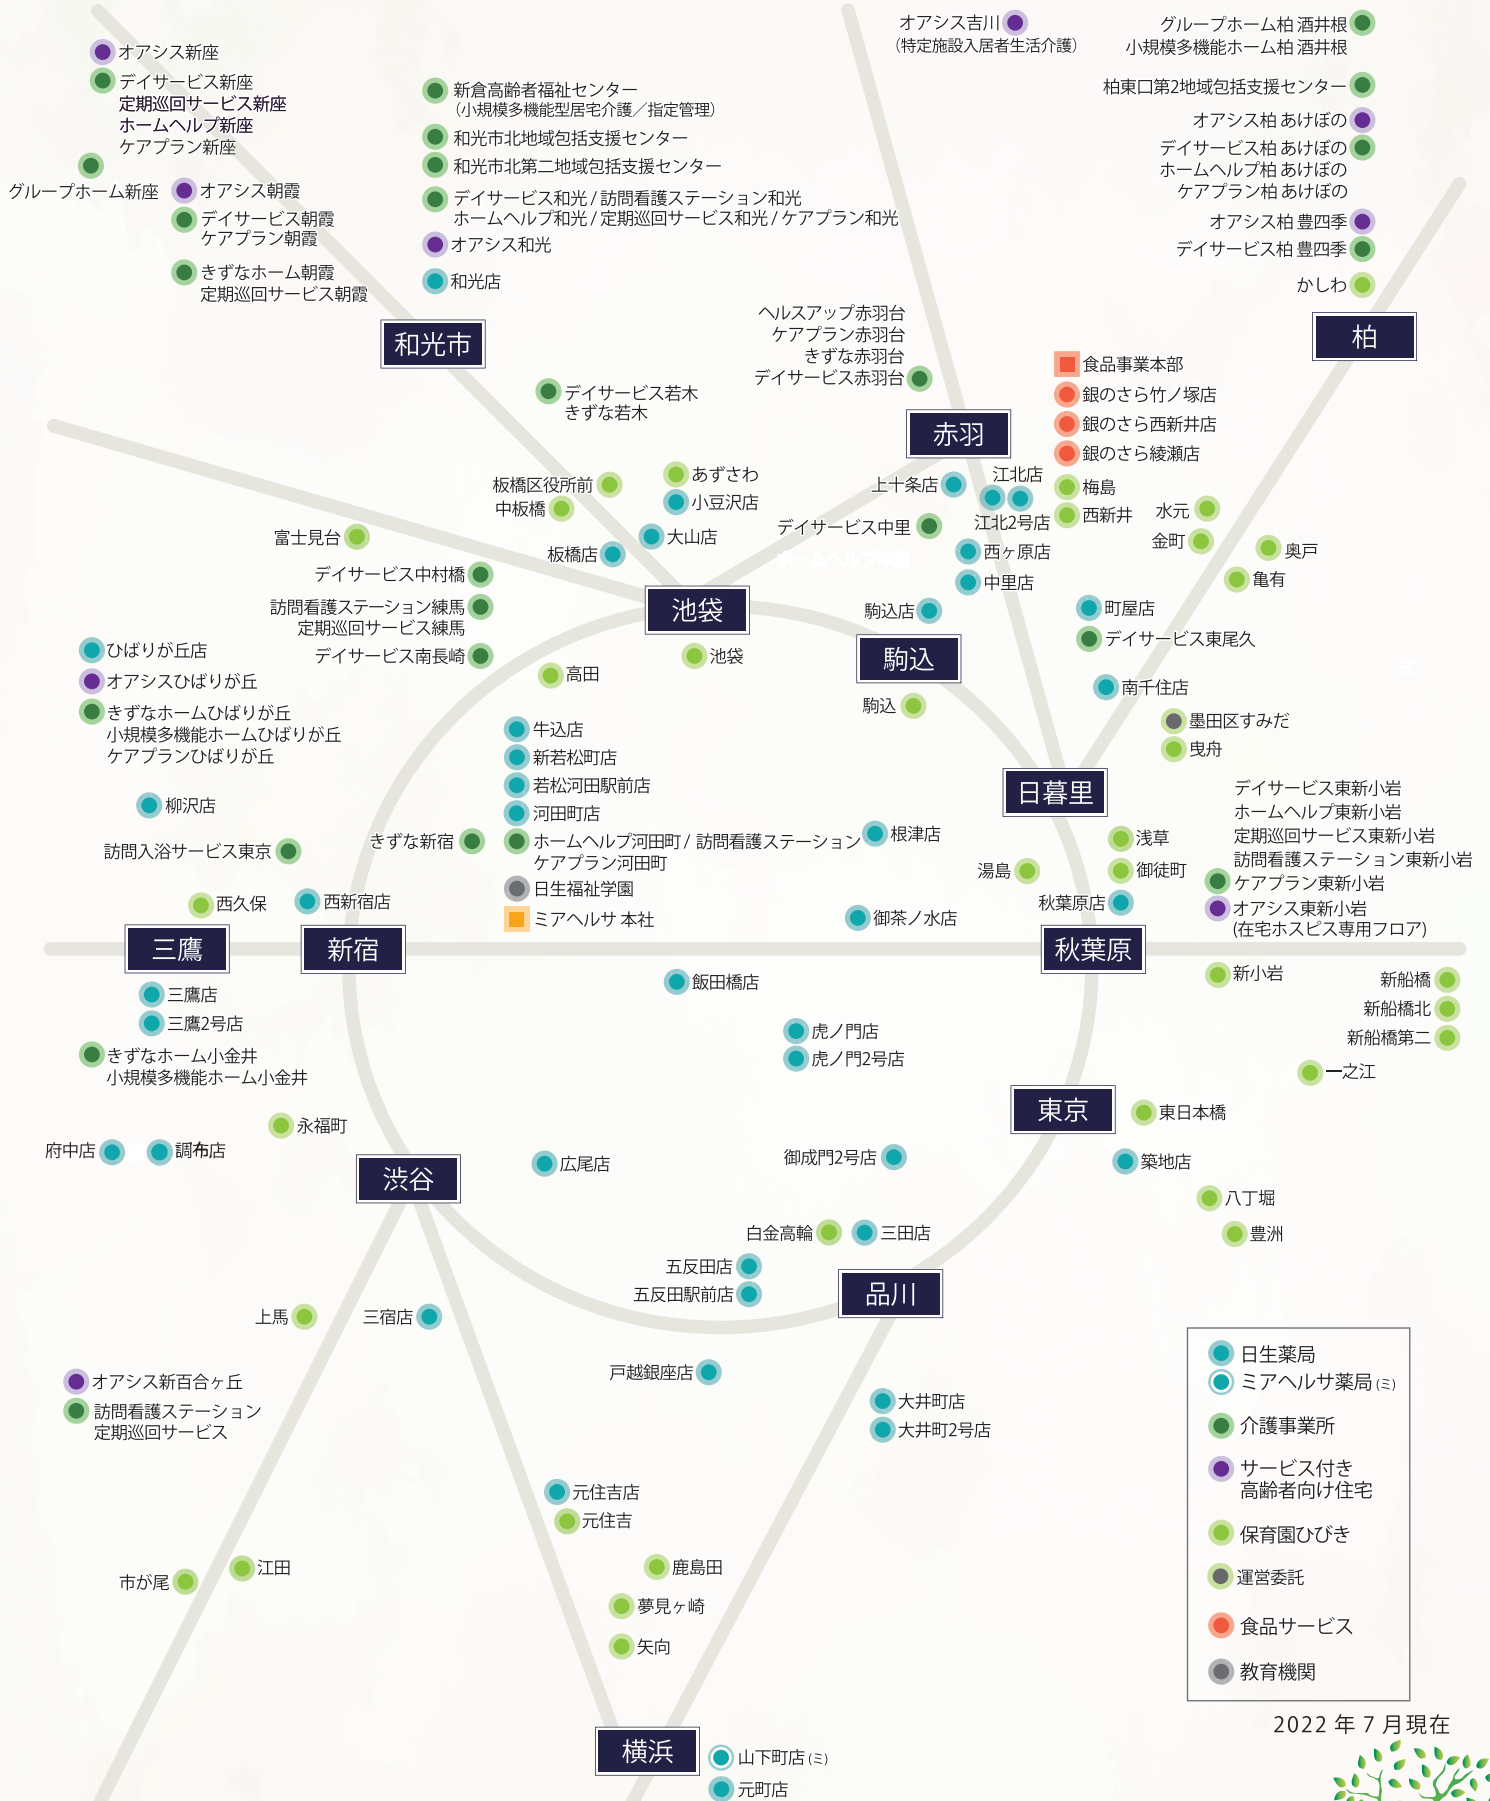 オアシス新座
デイサービス新座
定期巡回サービス新座
ホームヘルプ新座
ケアプラン新座
グループホーム新座
オアシス朝霞
デイサービス朝霞
ケアプラン朝霞
きずなホーム朝霞
定期巡回サービス朝霞
新倉高齢者福祉センター
（小規模多機能型居宅介護／指定管理）
和光市北地域包括支援センター
和光市北第二地域包括支援センター
デイサービス和光 / 訪問看護ステーション和光
ホームヘルプ和光 / 定期巡回サービス和光 / ケアプラン和光
オアシス和光
和光店
和光市
オアシス吉川
（特定施設入居者生活介護）
グループホーム柏 酒井根
小規模多機能ホーム柏 酒井根
柏東口第2地域包括支援センター
オアシス柏 あけぼの
デイサービス柏 あけぼの
ホームヘルプ柏 あけぼの
ケアプラン柏 あけぼの
オアシス柏 豊四季
デイサービス柏 豊四季
かしわ
柏
ヘルスアップ赤羽台
ケアプラン赤羽台
きずな赤羽台
デイサービス赤羽台
赤羽
食品事業本部
銀のさら竹ノ塚店
銀のさら西新井店
銀のさら綾瀬店
梅島
西新井
デイサービス若木
きずな若木
板橋区役所前
中板橋
あずさわ
小豆沢店
大山店
板橋店
上十条店
江北店
江北2号店
デイサービス中里
西ヶ原店
中里店
駒込店
水元
金町
奥戸
亀有
町屋店
デイサービス東尾久
南千住店
墨田区すみだ
曳舟
富士見台
デイサービス中村橋
訪問看護ステーション練馬
定期巡回サービス練馬
デイサービス南長崎
池袋
池袋
高田
駒込
駒込
日暮里
ひばりが丘店
オアシスひばりが丘
きずなホームひばりが丘
小規模多機能ホームひばりが丘
ケアプランひばりが丘
柳沢店
訪問入浴サービス東京
西久保
西新宿店
きずな新宿
牛込店
新若松町店
若松河田駅前店
河田町店
ホームヘルプ河田町 / 訪問看護ステーション
ケアプラン河田町
日生福祉学園
ミアヘルサ 本社
根津店
湯島
御茶ノ水店
浅草
御徒町
秋葉原店
デイサービス東新小岩
ホームヘルプ東新小岩
定期巡回サービス東新小岩
訪問看護ステーション東新小岩
ケアプラン東新小岩
オアシス東新小岩
(在宅ホスピス専用フロア)
三鷹
新宿
秋葉原
三鷹店
三鷹2号店
きずなホーム小金井
小規模多機能ホーム小金井
飯田橋店
虎ノ門店
虎ノ門2号店
新小岩
新船橋
新船橋北
新船橋第二
一之江
東京
東日本橋
築地店
八丁堀
豊洲
永福町
府中店
調布店
渋谷
広尾店
御成門2号店
白金高輪
三田店
五反田店
五反田駅前店
品川
上馬
三宿店
戸越銀座店
大井町店
大井町2号店
オアシス新百合ヶ丘
訪問看護ステーション
定期巡回サービス
元住吉店
元住吉
江田
市が尾
鹿島田
夢見ヶ崎
矢向
横浜
山下町店 (ミ)
元町店
日生薬局
ミアヘルサ薬局 (ミ)
介護事業所
サービス付き
高齢者向け住宅
保育園ひびき
運営委託
食品サービス
教育機関
2022 年 7 月現在